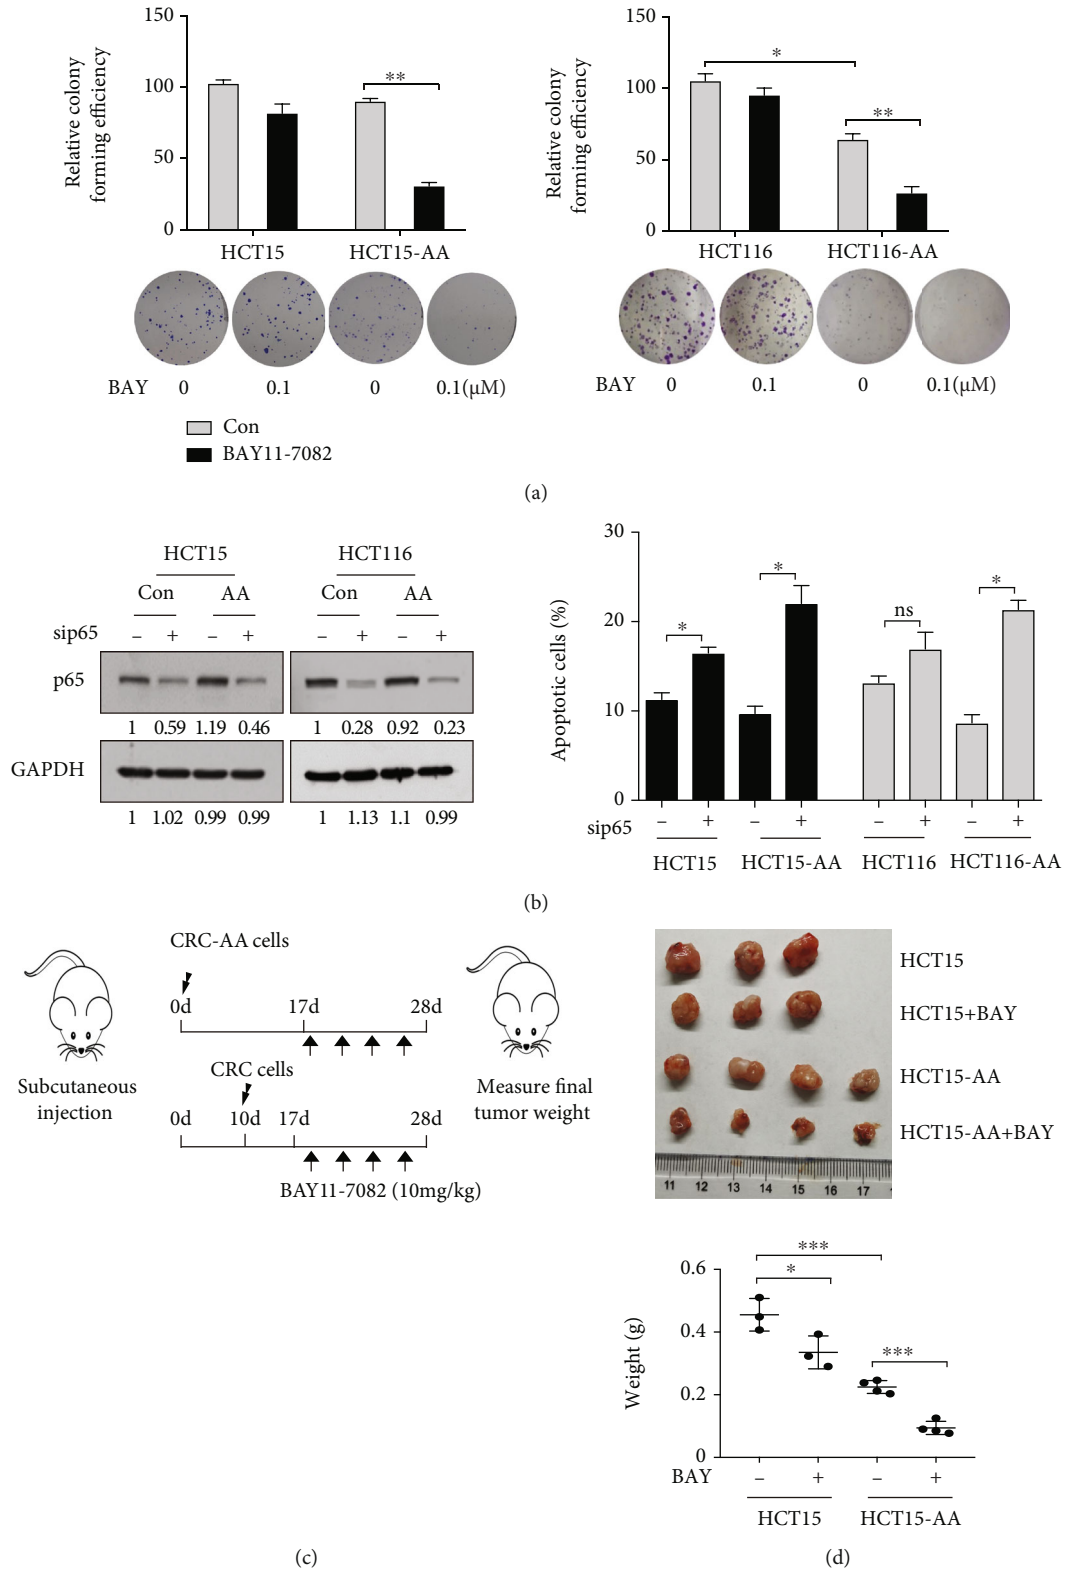 150
100
50
0
Relative colony
forming efficiency
**
HCT15
HCT15-AA
BAY
0
0.1
0
0.1(μM)
Con
BAY11-7082
150
100
50
0
Relative colony
forming efficiency
*
**
HCT116
HCT116-AA
BAY
0
0.1
0
0.1(μM)
(a)
HCT15
HCT116
Con
AA
Con
AA
sip65
– + – +
– + – +
p65
1 0.59 1.19 0.46
1 0.28 0.92 0.23
GAPDH
1 1.02 0.99 0.99
1 1.13 1.1 0.99
30
20
10
0
Apoptotic cells (%)
*
*
ns
*
sip65
– + – + – + – +
HCT15
HCT15-AA
HCT116
HCT116-AA
(b)
CRC-AA cells
0d
17d
28d
CRC cells
0d
10d
17d
28d
BAY11-7082 (10mg/kg)
Subcutaneous
injection
Measure final
tumor weight
(c)
HCT15
HCT15+BAY
HCT15-AA
HCT15-AA+BAY
11 12 13 14 15 16 17
0.6
0.4
0.2
0
Weight (g)
***
*
***
BAY
– + – +
HCT15
HCT15-AA
(d)